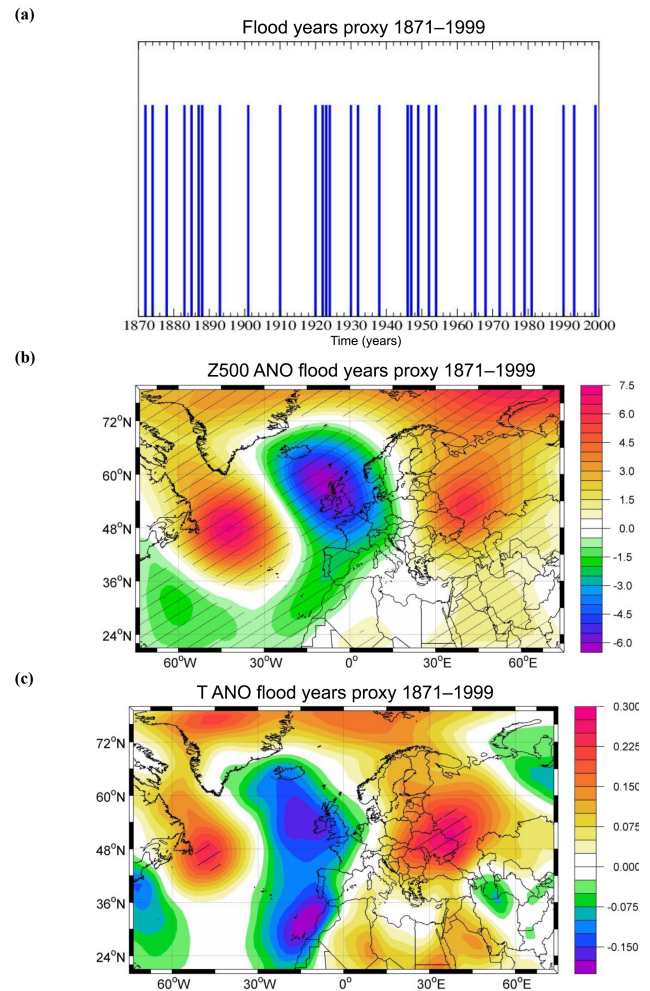 (a)
Flood years proxy 1871–1999
1870 1880 1890 1900 1910 1920 1930 1940 1950 1960 1970 1980 1990 2000
Time (years)
(b)
Z500 ANO flood years proxy 1871–1999
72°N
60°N
48°N
36°N
24°N
60°W 30°W 0° 30°E 60°E
7.5
6.0
4.5
3.0
1.5
0.0
-1.5
-3.0
-4.5
-6.0
(c)
T ANO flood years proxy 1871–1999
72°N
60°N
48°N
36°N
24°N
60°W 30°W 0° 30°E 60°E
0.300
0.225
0.150
0.075
0.000
-0.075
-0.150